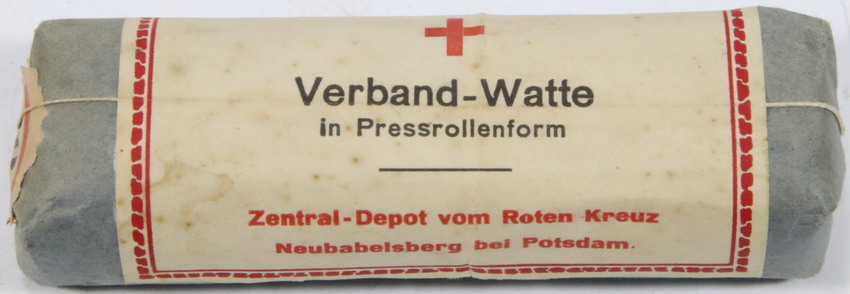 Verband-Watte
in Pressrollenform
Zentral-Depot vom Roten Kreuz
Neubabelsberg bei Potsdam.